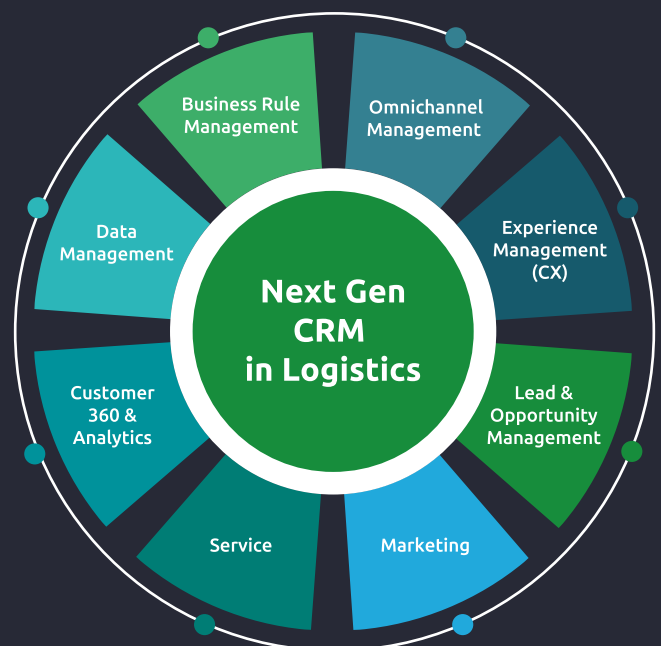 Business Rule
Management
Omnichannel
Management
Data
Management
Experience
Management
(CX)
Next Gen
CRM
in Logistics
Customer
360 &
Analytics
Lead &
Opportunity
Management
Service
Marketing